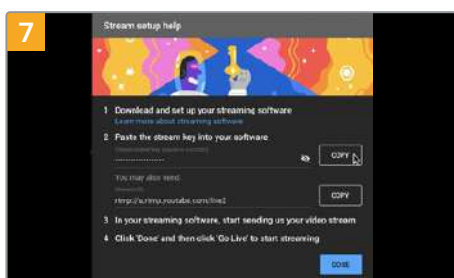 7
Stream setup help
1 Download and set up your streaming software
Learn more about streaming software
2 Paste the stream key into your software
COPY
You may also need
rtmp://a.rtmp.youtube.com/live2
COPY
3 In your streaming software, start sending us your video stream
4 Click 'Done' and then click 'Go Live' to start streaming
DONE